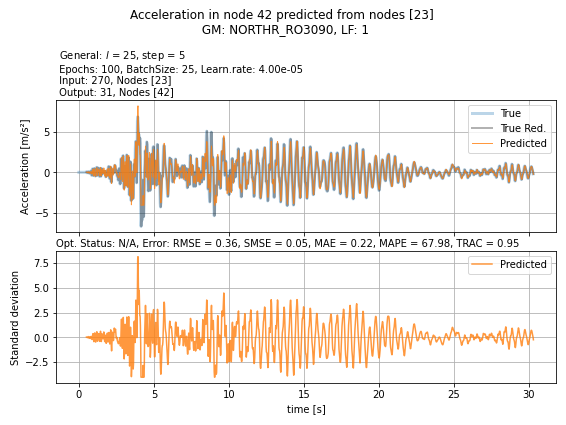 Acceleration in node 42 predicted from nodes [23]
GM: NORTHR_RO3090, LF: 1
General: l = 25, step = 5
Epochs: 100, BatchSize: 25, Learn.rate: 4.00e-05
Input: 270, Nodes [23]
Output: 31, Nodes [42]
True
True Red.
Predicted
5
0
−5
Acceleration [m/s²]
Opt. Status: N/A, Error: RMSE = 0.36, SMSE = 0.05, MAE = 0.22, MAPE = 67.98, TRAC = 0.95
Predicted
7.5
5.0
2.5
0.0
−2.5
Standard deviation
0 5 10 15 20 25 30
time [s]